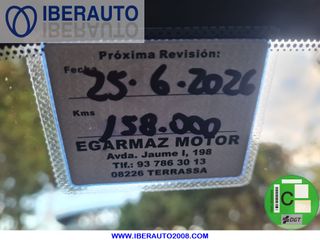 IBERAUTO
Próxima Revisión:
Fecha 25·6·2026
Kms 158.000
EGARMAZ MOTOR
Avda. Jaume I, 198
Tlf.: 93 786 30 13
08226 TERRASSA
C
DGT
WWW.IBERAUTO2008.COM